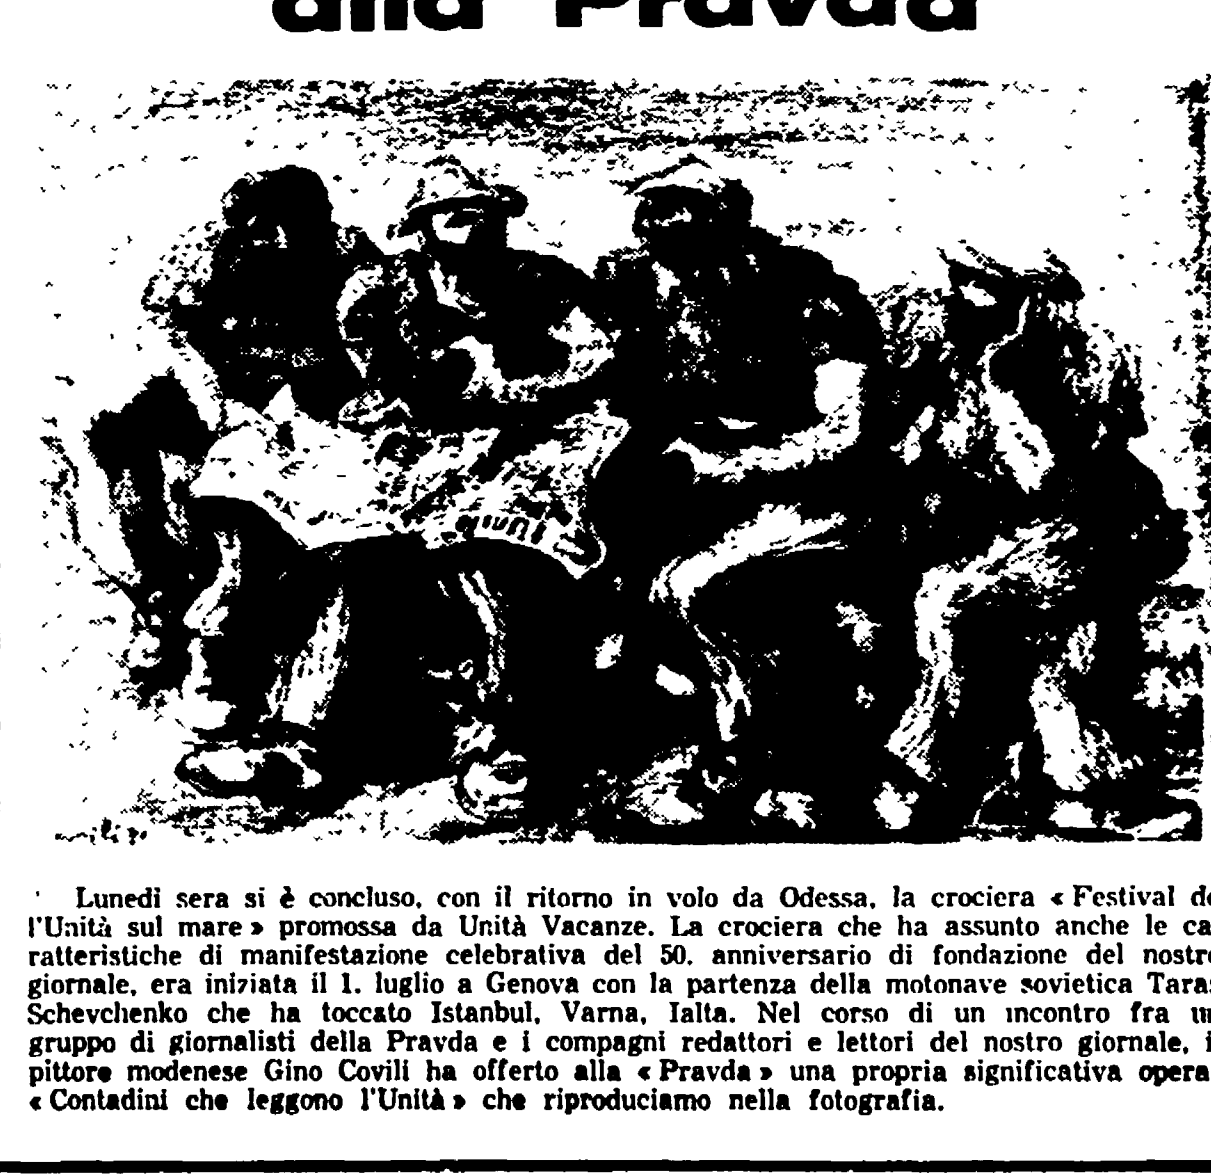 alla Pravda
Lunedì sera si è concluso, con il ritorno in volo da Odessa, la crociera « Festival de
l'Unità sul mare » promossa da Unità Vacanze. La crociera che ha assunto anche le ca
ratteristiche di manifestazione celebrativa del 50. anniversario di fondazione del nostr
giornale, era iniziata il 1. luglio a Genova con la partenza della motonave sovietica Taras
Schevchenko che ha toccato Istanbul, Varna, Ialta. Nel corso di un incontro fra un
gruppo di giornalisti della Pravda e i compagni redattori e lettori del nostro giornale, i
pittore modenese Gino Covili ha offerto alla « Pravda » una propria significativa opera
« Contadini che leggono l'Unità » che riproduciamo nella fotografia.